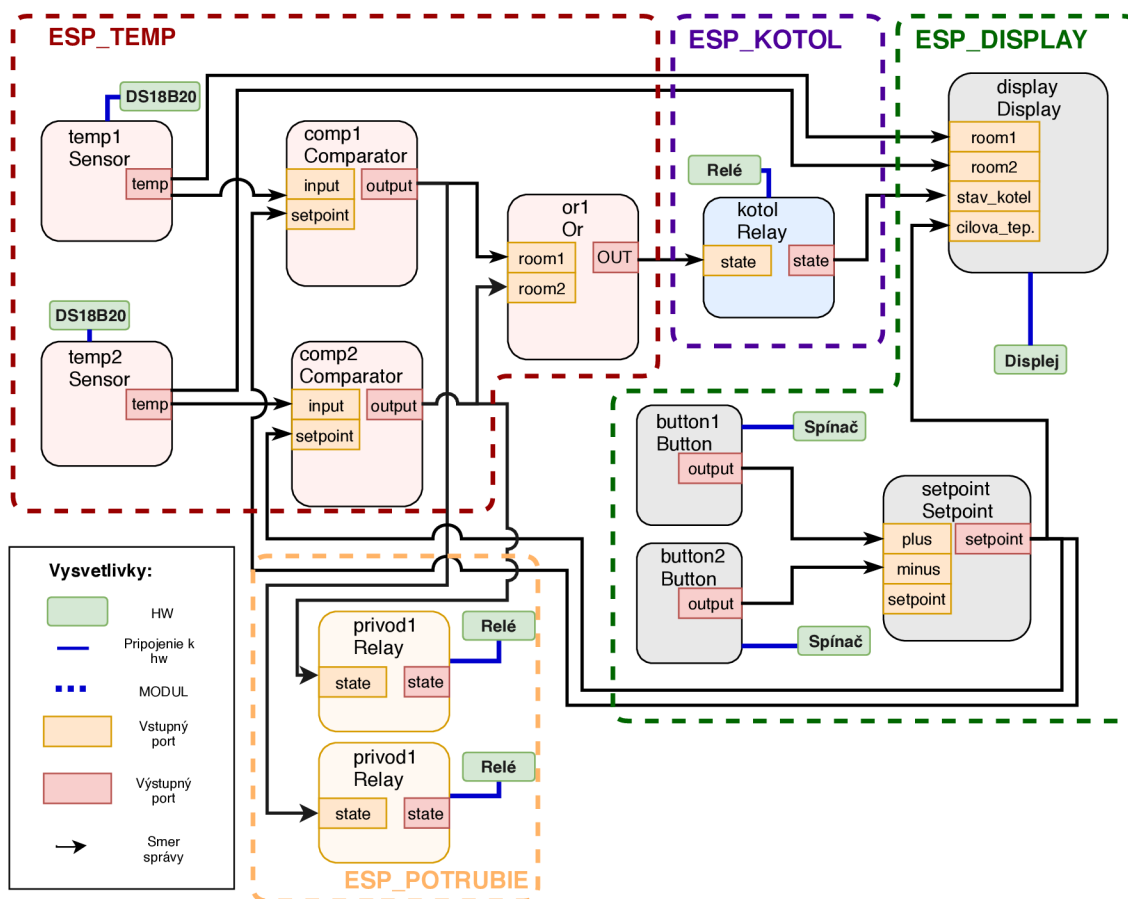 ESP_TEMP
DS18B20
temp1
Sensor
temp
comp1
Comparator
input
output
setpoint
or1
Or
room1
OUT
room2
DS18B20
temp2
Sensor
temp
comp2
Comparator
input
output
setpoint
ESP_KOTOL
Relé
kotol
Relay
state
state
ESP_DISPLAY
display
Display
room1
room2
stav_kotel
cilova_tep.
Displej
button1
Button
output
Spínač
button2
Button
output
Spínač
setpoint
Setpoint
plus
setpoint
minus
setpoint
privod1
Relay
state
state
Relé
privod1
Relay
state
state
Relé
ESP_POTRUBIE
Vysvetlivky:
HW
Pripojenie k
hw
MODUL
Vstupný
port
Výstupný
port
Smer
správy